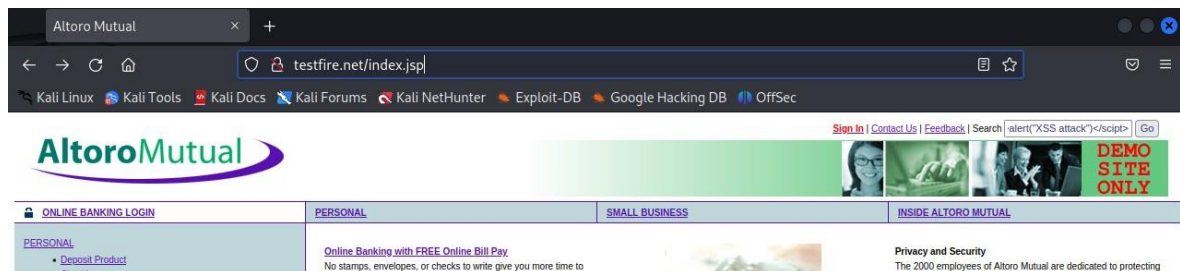 Altoro Mutual
testfire.net/index.jsp
Kali Linux Kali Tools Kali Docs Kali Forums Kali NetHunter Exploit-DB Google Hacking DB OffSec
Sign In | Contact Us | Feedback | Search alert("XSS attack")</scipt> Go
AltoroMutual
DEMO
SITE
ONLY
ONLINE BANKING LOGIN PERSONAL SMALL BUSINESS INSIDE ALTORO MUTUAL
PERSONAL
Deposit Product
Online Banking with FREE Online Bill Pay
No stamps, envelopes, or checks to write give you more time to
Privacy and Security
The 2000 employees of Altoro Mutual are dedicated to protecting